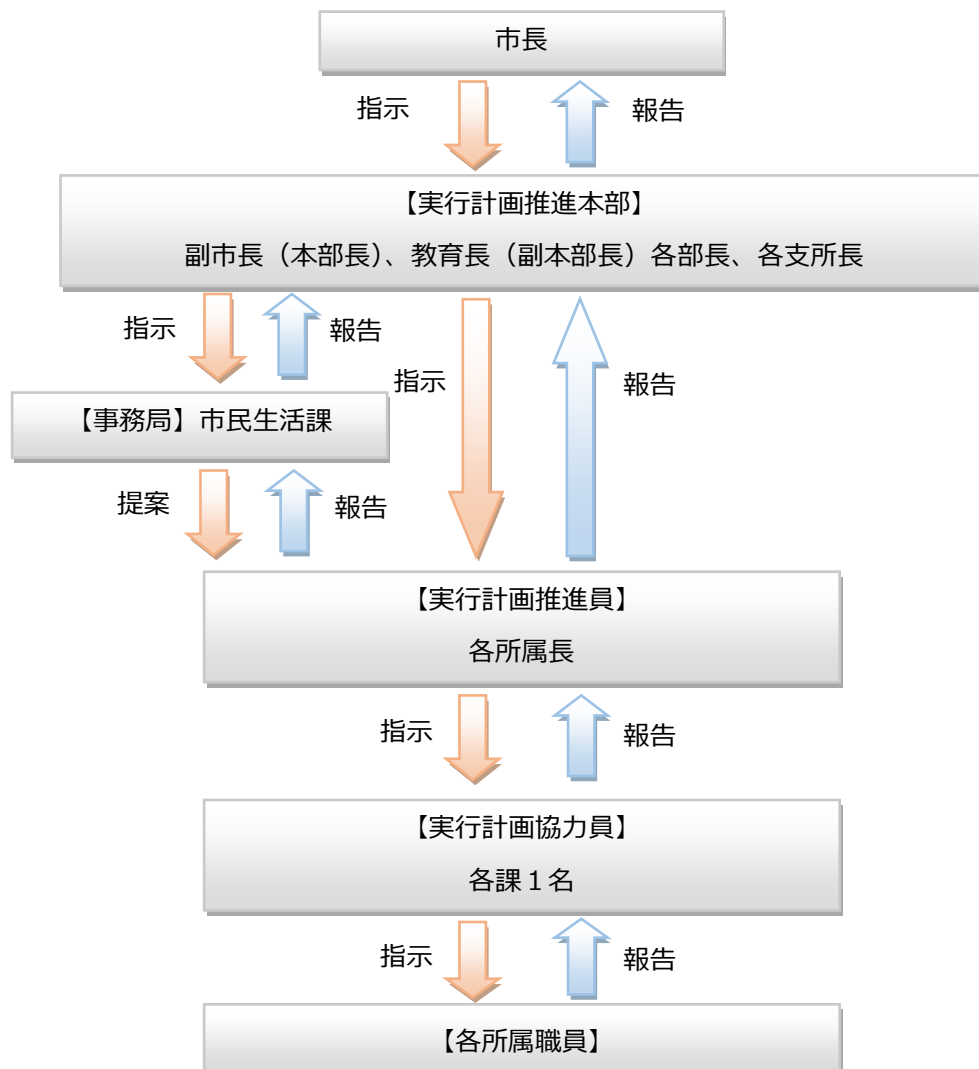 市長
指示
報告
【実行計画推進本部】
副市長（本部長）、教育長（副本部長）各部長、各支所長
指示
報告
指示
報告
【事務局】市民生活課
提案
報告
【実行計画推進員】
各所属長
指示
報告
【実行計画協力員】
各課１名
指示
報告
【各所属職員】